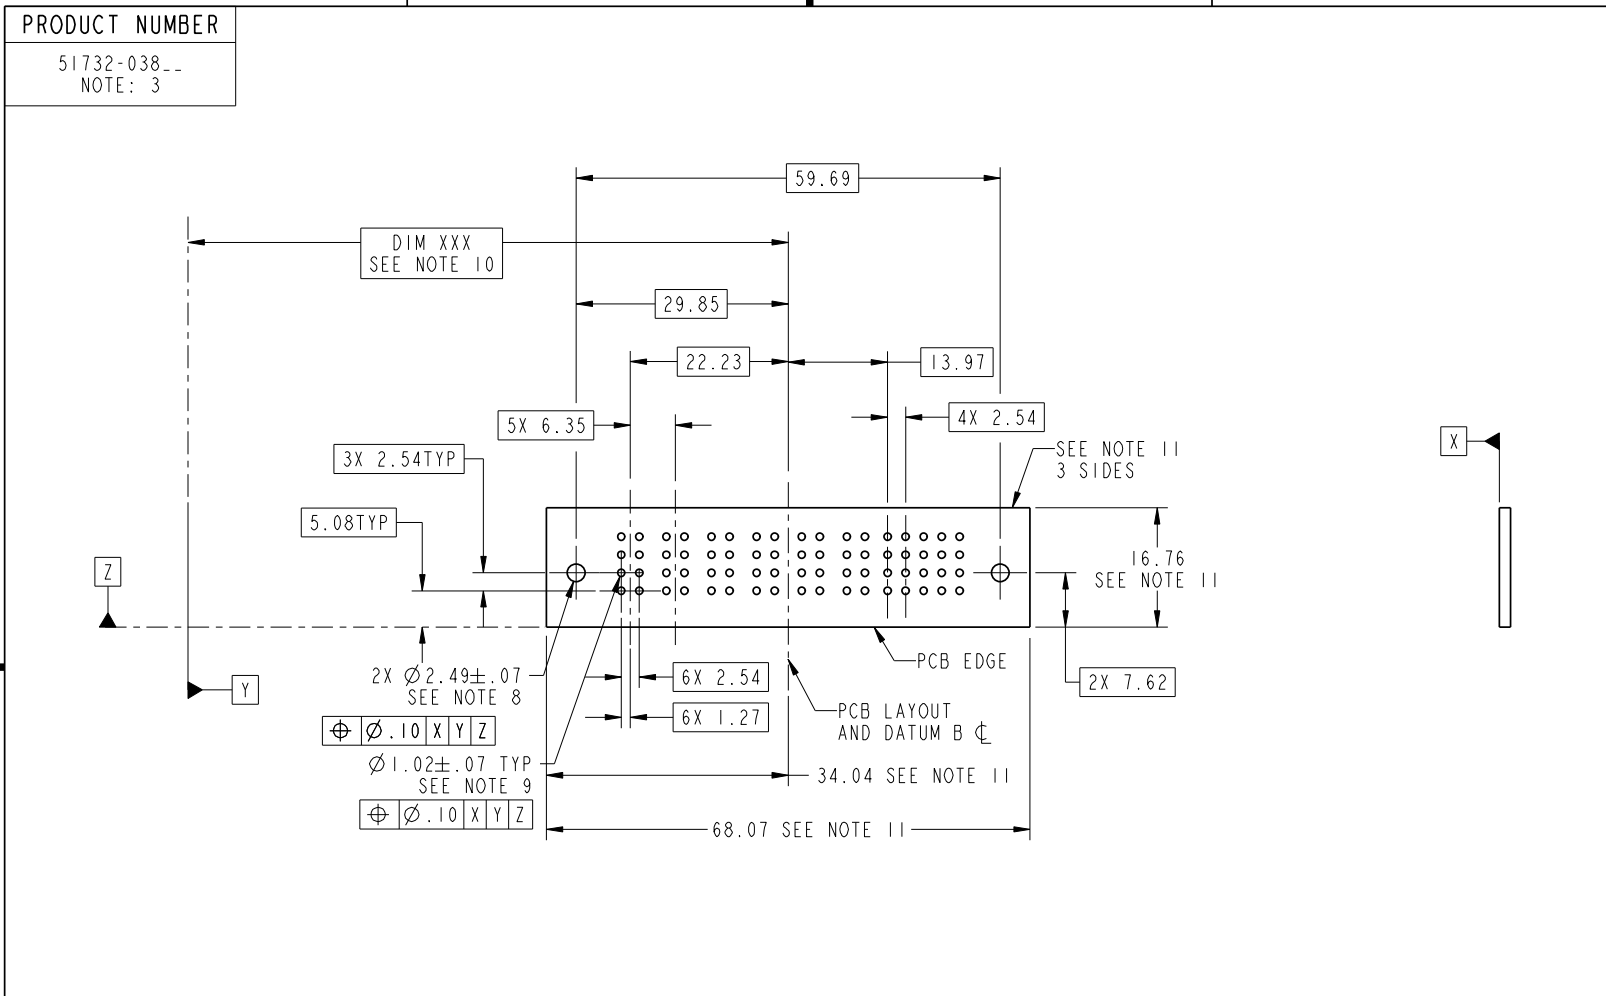 PRODUCT NUMBER
51732-038__
NOTE: 3
59.69
DIM XXX
SEE NOTE 10
29.85
22.23
13.97
5X 6.35
4X 2.54
3X 2.54TYP
SEE NOTE 11
3 SIDES
X
5.08TYP
16.76
SEE NOTE 11
Z
PCB EDGE
2X Ø2.49±.07
SEE NOTE 8
6X 2.54
2X 7.62
Y
⌖ Ø.10 X Y Z
6X 1.27
PCB LAYOUT
AND DATUM B ℄
Ø1.02±.07 TYP
SEE NOTE 9
34.04 SEE NOTE 11
⌖ Ø.10 X Y Z
68.07 SEE NOTE 11